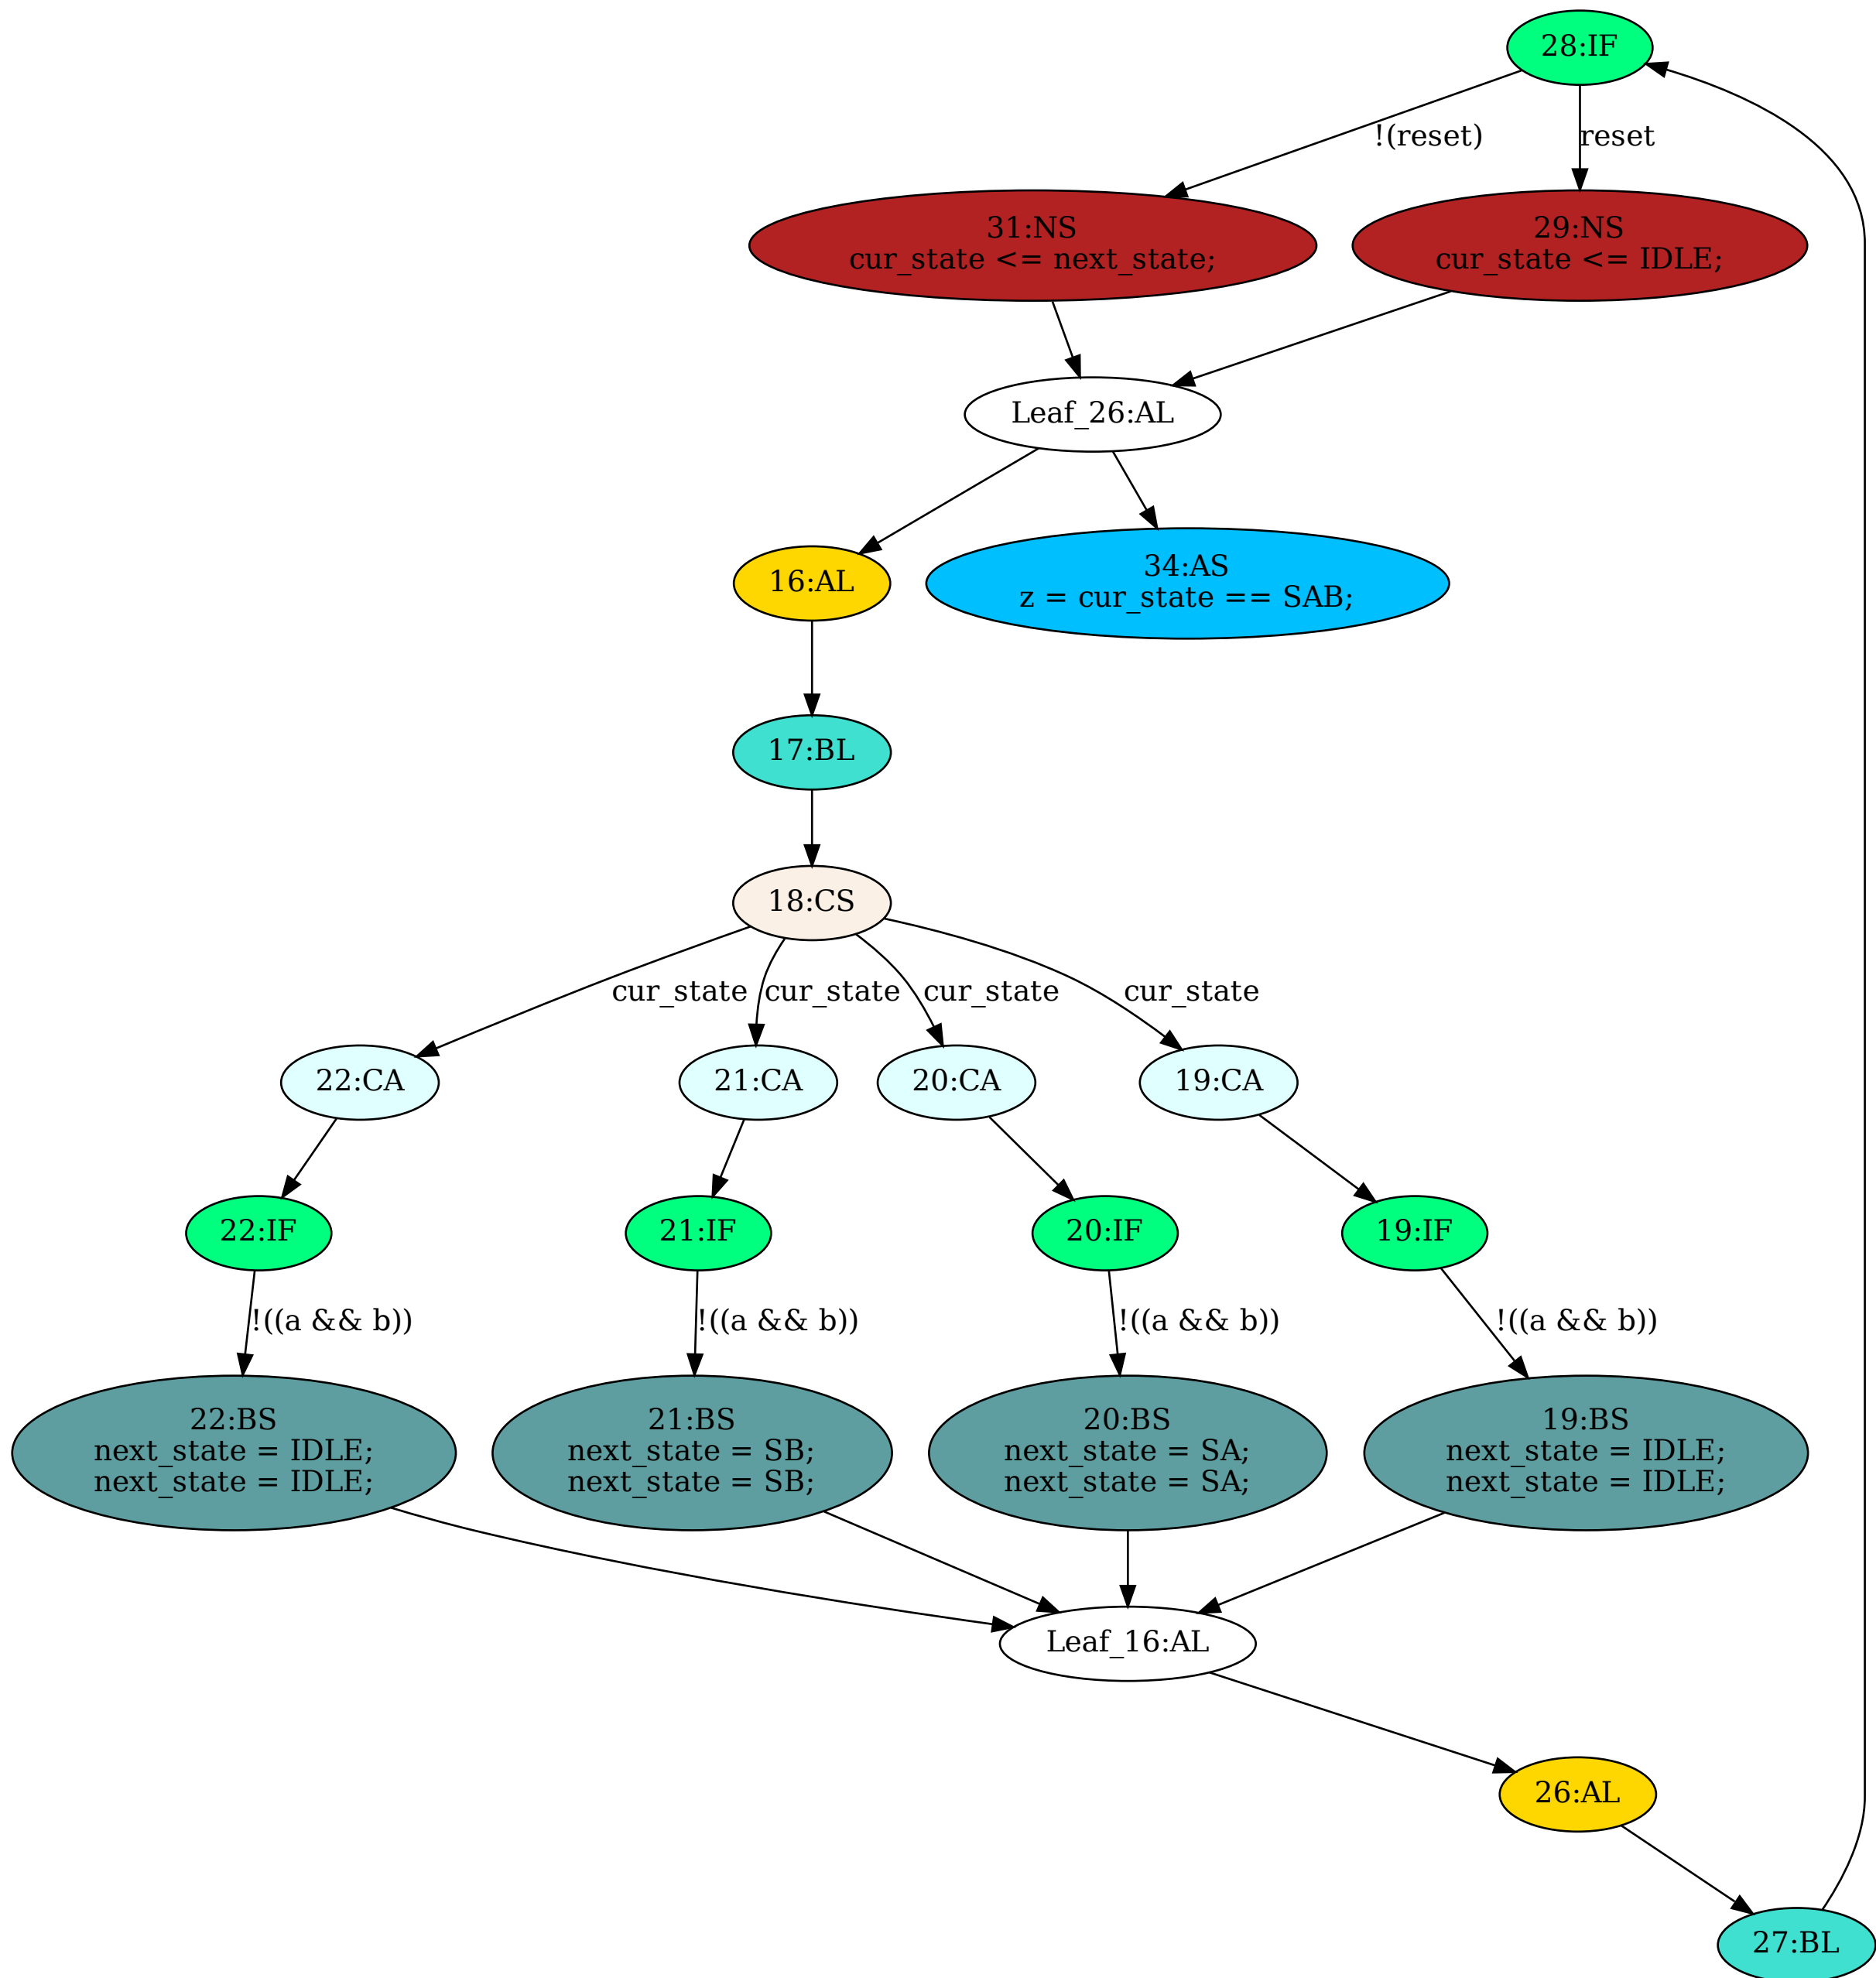 28:IF
!(reset)
reset
31:NS
cur_state <= next_state;
29:NS
cur_state <= IDLE;
Leaf_26:AL
16:AL
34:AS
z = cur_state == SAB;
17:BL
18:CS
cur_state
cur_state
cur_state
cur_state
22:CA
21:CA
20:CA
19:CA
22:IF
21:IF
20:IF
19:IF
!((a && b))
!((a && b))
!((a && b))
!((a && b))
22:BS
next_state = IDLE;
next_state = IDLE;
21:BS
next_state = SB;
next_state = SB;
20:BS
next_state = SA;
next_state = SA;
19:BS
next_state = IDLE;
next_state = IDLE;
Leaf_16:AL
26:AL
27:BL